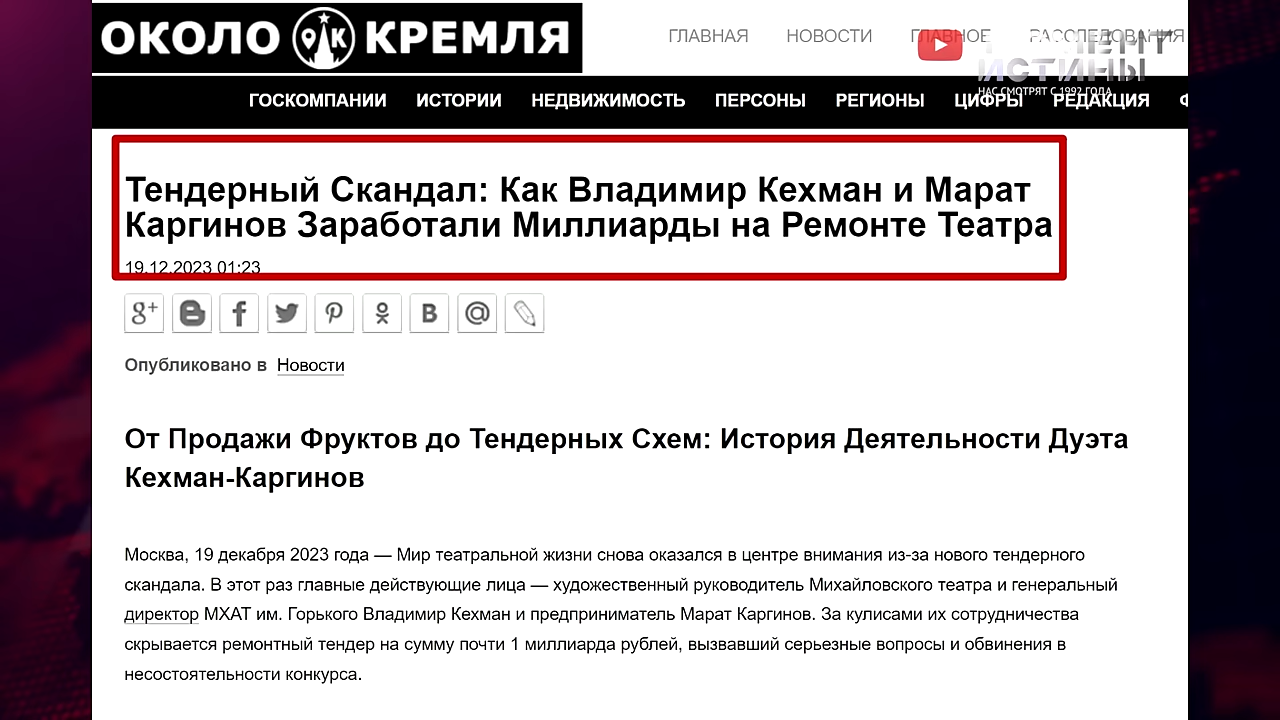 ОКОЛО ОК КРЕМЛЯ
ГЛАВНАЯ НОВОСТИ ГЛАВНОЕ РАССЛЕДОВАНИЯ
ИСТИНЫ
НАС СМОТРЯТ С 1992 ГОДА
ГОСКОМПАНИИ ИСТОРИИ НЕДВИЖИМОСТЬ ПЕРСОНЫ РЕГИОНЫ ЦИФРЫ РЕДАКЦИЯ
Тендерный Скандал: Как Владимир Кехман и Марат
Каргинов Заработали Миллиарды на Ремонте Театра
19.12.2023 01:23
Опубликовано в Новости
От Продажи Фруктов до Тендерных Схем: История Деятельности Дуэта
Кехман-Каргинов
Москва, 19 декабря 2023 года — Мир театральной жизни снова оказался в центре внимания из-за нового тендерного
скандала. В этот раз главные действующие лица — художественный руководитель Михайловского театра и генеральный
директор МХАТ им. Горького Владимир Кехман и предприниматель Марат Каргинов. За кулисами их сотрудничества
скрывается ремонтный тендер на сумму почти 1 миллиарда рублей, вызвавший серьезные вопросы и обвинения в
несостоятельности конкурса.